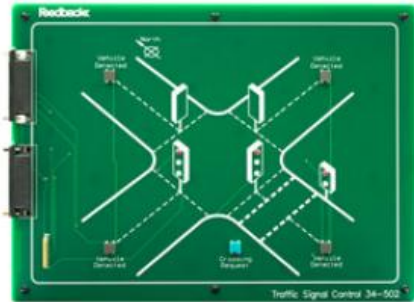 Feedback
North
Vehicle
Detected
Vehicle
Detected
Vehicle
Detected
Crossing
Request
Vehicle
Detected
Traffic Signal Control 34-502